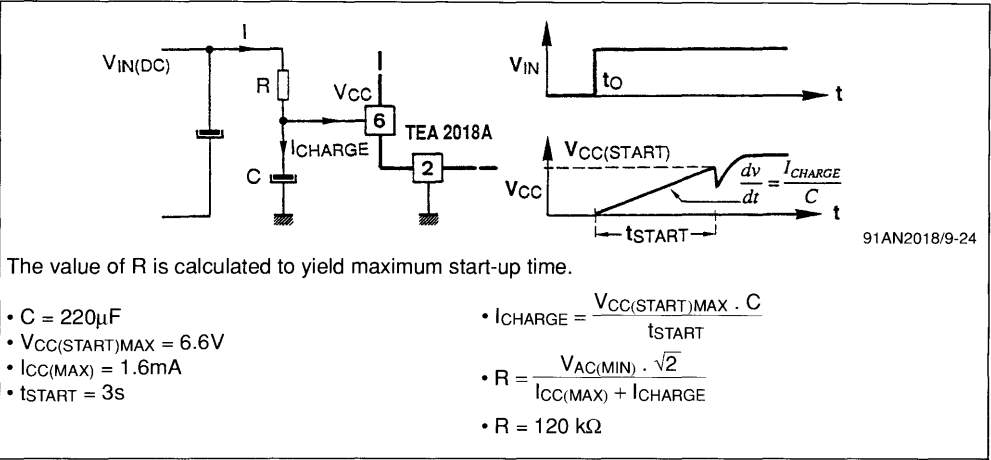 I
VIN(DC)
R
VCC
6
TEA 2018A
ICHARGE
2
C
VIN
tO
t
VCC(START)
VCC
dv/dt = ICHARGE/C
t
tSTART
91AN2018/9-24
The value of R is calculated to yield maximum start-up time.
• C = 220µF
• VCC(START)MAX = 6.6V
• ICC(MAX) = 1.6mA
• tSTART = 3s
• ICHARGE = VCC(START)MAX . C / tSTART
• R = VAC(MIN) . √2 / ICC(MAX) + ICHARGE
• R = 120 kΩ